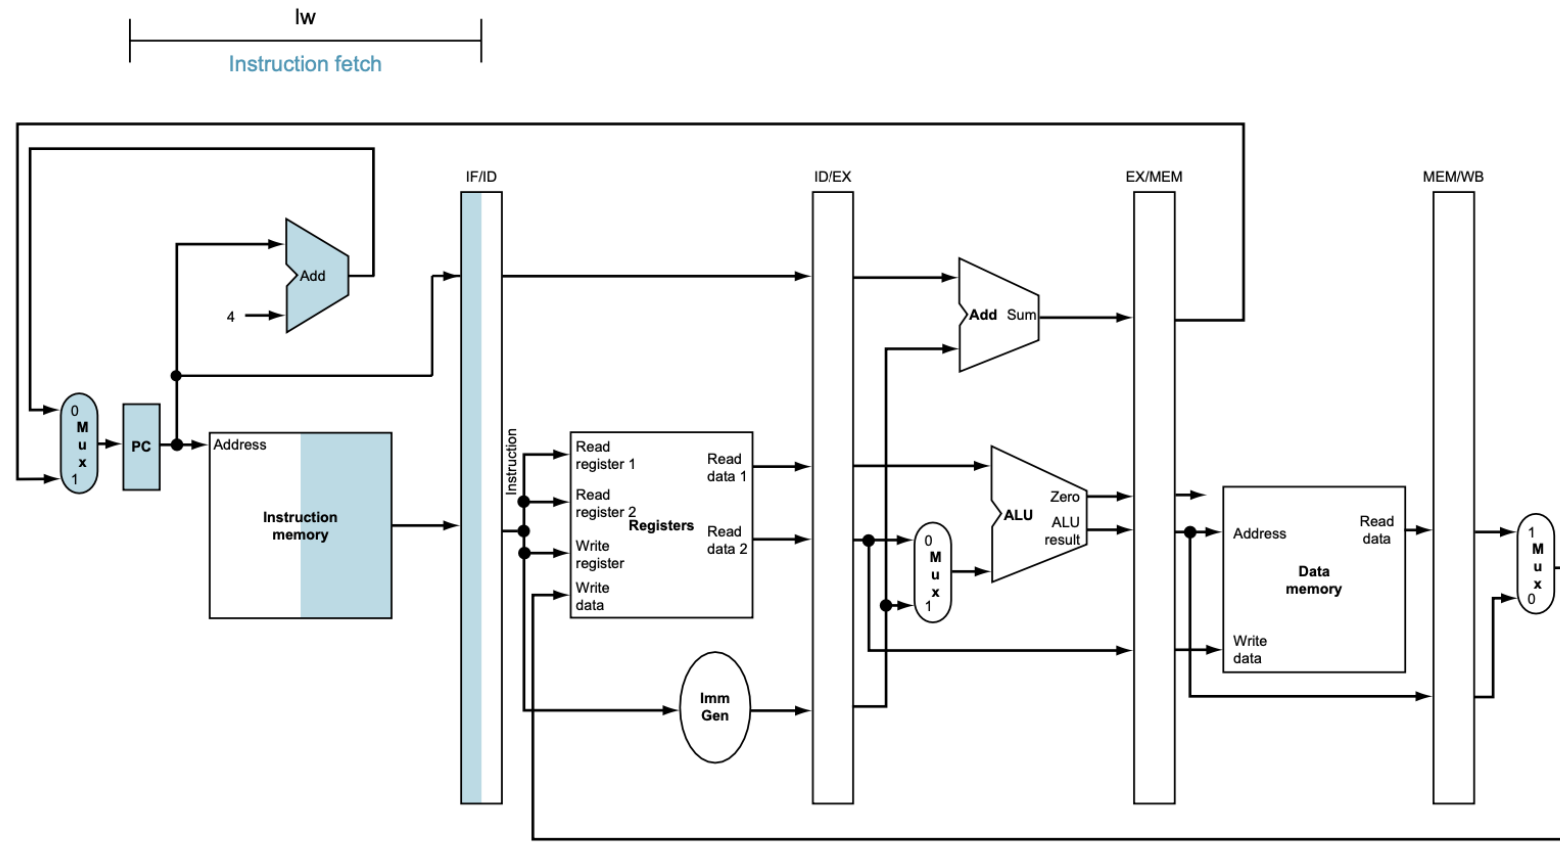 lw
Instruction fetch
IF/ID
ID/EX
EX/MEM
MEM/WB
Add
4
Add Sum
0
M
u
x
1
PC
Address
Instruction
memory
Instruction
Read
register 1
Read
register 2
Write
register
Write
data
Registers
Read
data 1
Read
data 2
Imm
Gen
0
M
u
x
1
Zero
ALU
ALU
result
Address
Read
data
Data
memory
Write
data
1
M
u
x
0